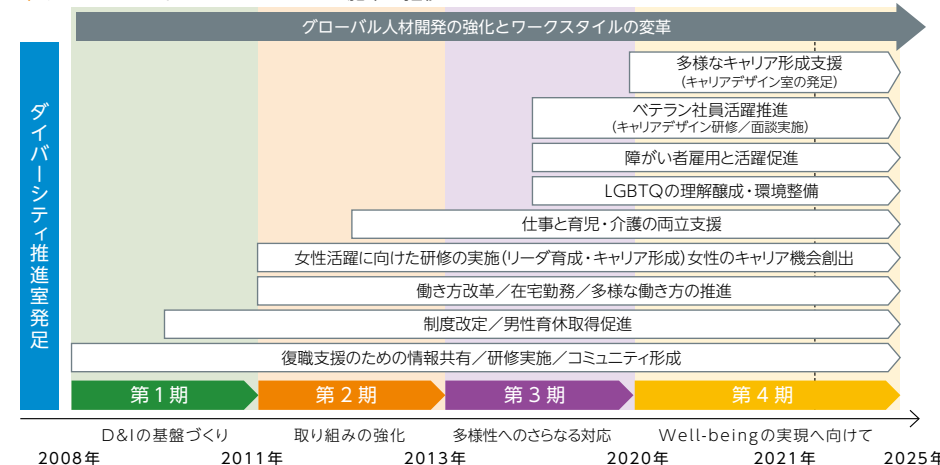 グローバル人材開発の強化とワークスタイルの変革
ダイバーシティ推進室発足
多様なキャリア形成支援
(キャリアデザイン室の発足)
ベテラン社員活躍推進
(キャリアデザイン研修／面談実施)
障がい者雇用と活躍促進
LGBTQの理解醸成・環境整備
仕事と育児・介護の両立支援
女性活躍に向けた研修の実施(リーダ育成・キャリア形成)女性のキャリア機会創出
働き方改革／在宅勤務／多様な働き方の推進
制度改定／男性育休取得促進
復職支援のための情報共有／研修実施／コミュニティ形成
第1期 第2期 第3期 第4期
D&Iの基盤づくり 取り組みの強化 多様性へのさらなる対応 Well-beingの実現へ向けて
2008年 2011年 2013年 2020年 2021年 2025年